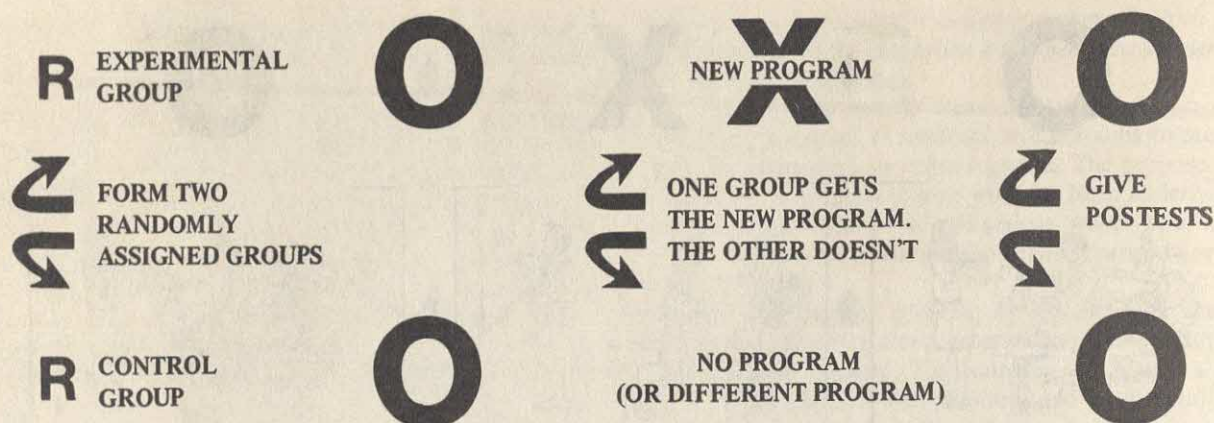 R EXPERIMENTAL GROUP O NEW PROGRAM X O
FORM TWO
RANDOMLY
ASSIGNED GROUPS
ONE GROUP GETS
THE NEW PROGRAM.
THE OTHER DOESN'T
GIVE
POSTESTS
R CONTROL
GROUP
O
NO PROGRAM
(OR DIFFERENT PROGRAM)
O